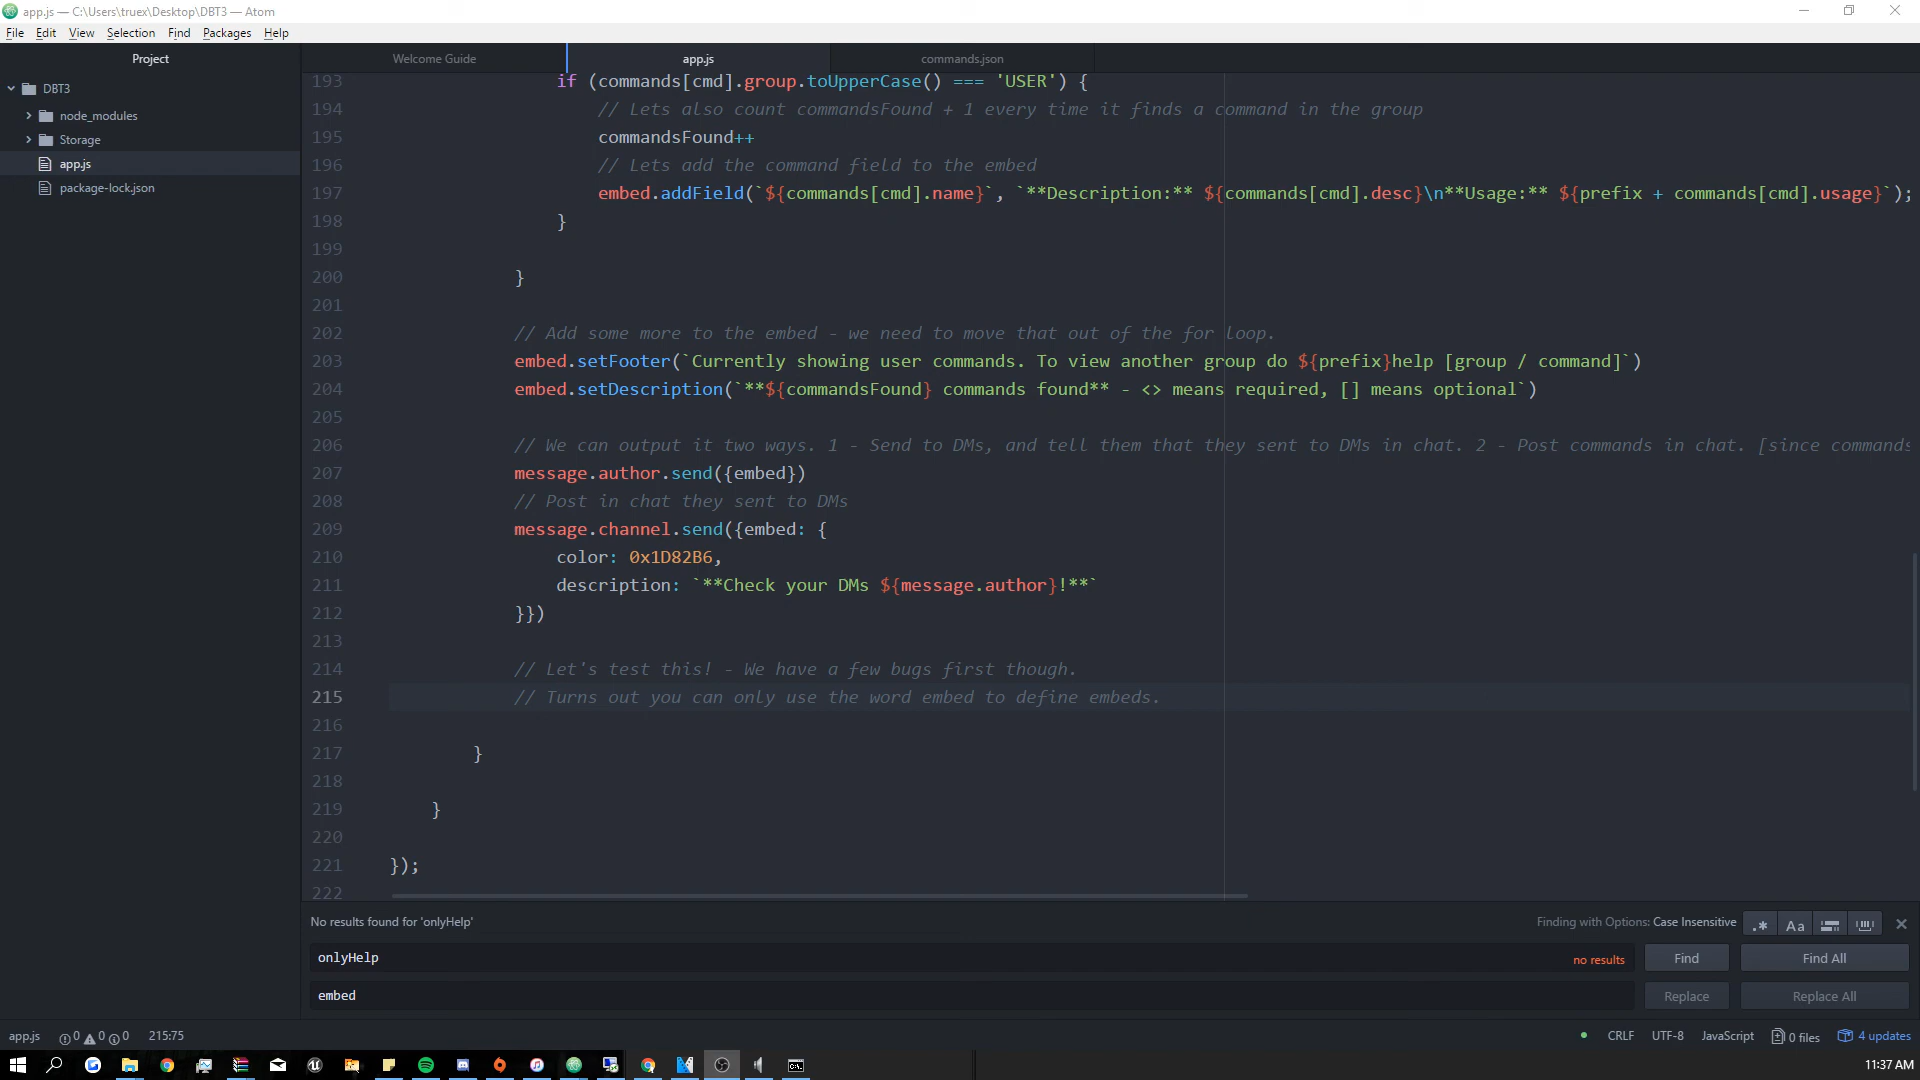 app.js — C:\Users\truex\Desktop\DBT3 — Atom
File Edit View Selection Find Packages Help
Project
Welcome Guide
app.js
commands.json
DBT3
node_modules
Storage
app.js
package-lock.json
193 if (commands[cmd].group.toUpperCase() === 'USER') {
194 // Lets also count commandsFound + 1 every time it finds a command in the group
195 commandsFound++
196 // Lets add the command field to the embed
197 embed.addField(`${commands[cmd].name}`, `**Description:** ${commands[cmd].desc}\n**Usage:** ${prefix + commands[cmd].usage}`);
198 }
199
200 }
201
202 // Add some more to the embed - we need to move that out of the for loop.
203 embed.setFooter(`Currently showing user commands. To view another group do ${prefix}help [group / command]`)
204 embed.setDescription(`**${commandsFound} commands found** - <> means required, [] means optional`)
205
206 // We can output it two ways. 1 - Send to DMs, and tell them that they sent to DMs in chat. 2 - Post commands in chat. [since commands
207 message.author.send({embed})
208 // Post in chat they sent to DMs
209 message.channel.send({embed: {
210 color: 0x1D82B6,
211 description: `**Check your DMs ${message.author}!**`
212 }})
213
214 // Let's test this! - We have a few bugs first though.
215 // Turns out you can only use the word embed to define embeds.
216
217 }
218
219 }
220
221 });
222
No results found for 'onlyHelp'
Finding with Options: Case Insensitive
.* Aa
onlyHelp
no results
Find
Find All
embed
Replace
Replace All
app.js 0 0 0 215:75
CRLF UTF-8 JavaScript 0 files 4 updates
11:37 AM